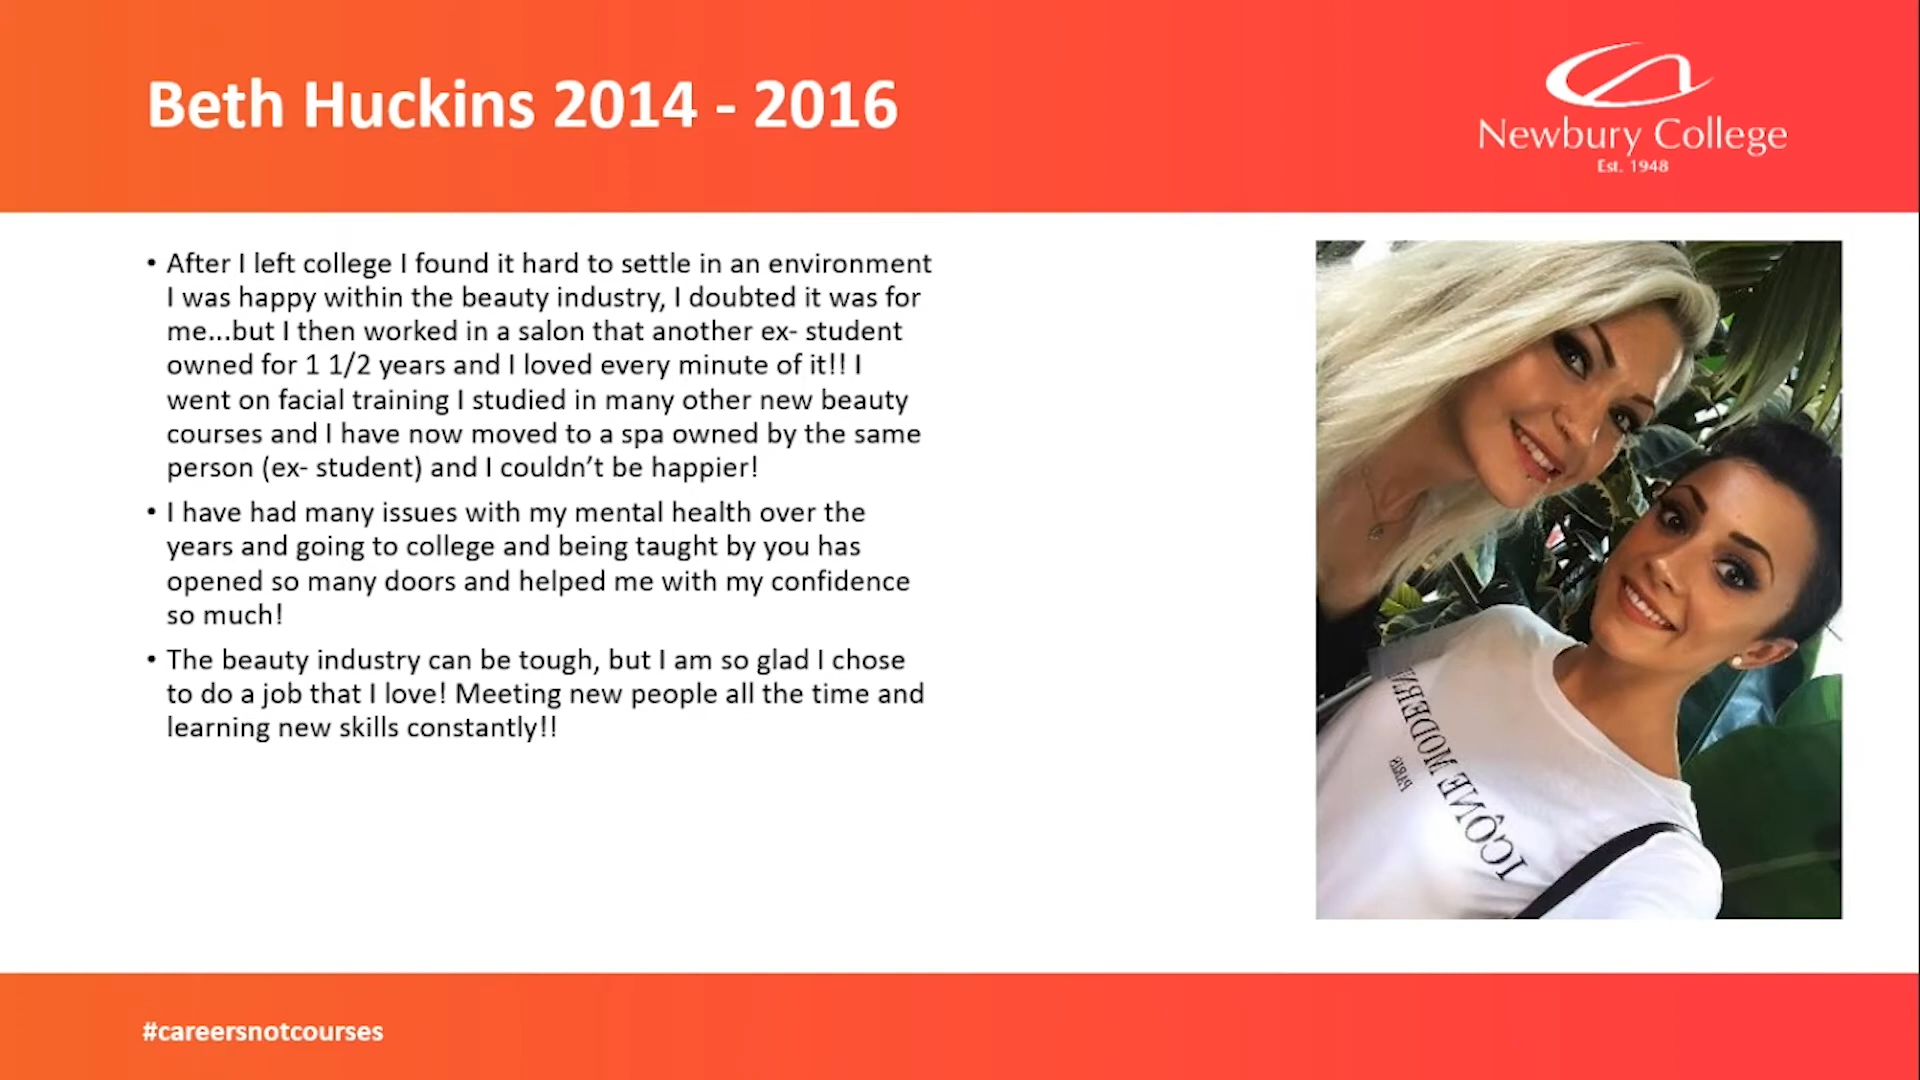 Beth Huckins 2014 - 2016
Newbury College
Est. 1948
• After I left college I found it hard to settle in an environment
I was happy within the beauty industry, I doubted it was for
me...but I then worked in a salon that another ex- student
owned for 1 1/2 years and I loved every minute of it!! I
went on facial training I studied in many other new beauty
courses and I have now moved to a spa owned by the same
person (ex- student) and I couldn’t be happier!
• I have had many issues with my mental health over the
years and going to college and being taught by you has
opened so many doors and helped me with my confidence
so much!
• The beauty industry can be tough, but I am so glad I chose
to do a job that I love! Meeting new people all the time and
learning new skills constantly!!
ICÔNE MODERNE
PARIS
#careersnotcourses